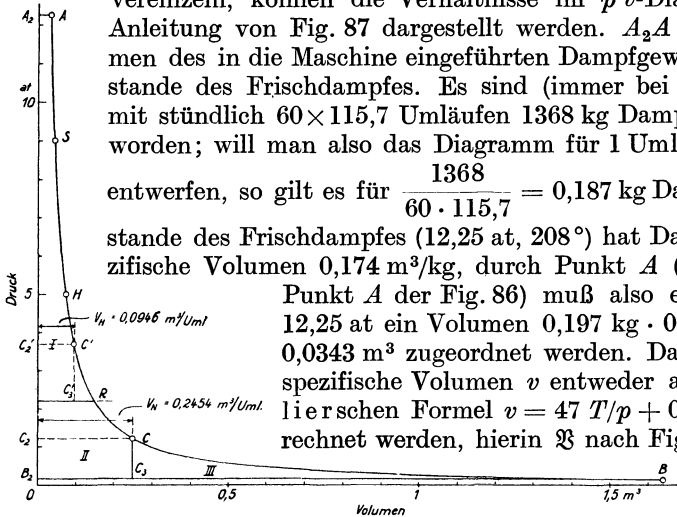 vereinzeln, können die Verhältnisse im p v-Dia
Anleitung von Fig. 87 dargestellt werden. A₂A
men des in die Maschine eingeführten Dampfgew
stande des Frischdampfes. Es sind (immer bei
mit stündlich 60×115,7 Umläufen 1368 kg Damp
worden; will man also das Diagramm für 1 Uml
entwerfen, so gilt es für 1368 / 60 · 115,7 = 0,187 kg Da
stande des Frischdampfes (12,25 at, 208°) hat Da
zifische Volumen 0,174 m³/kg, durch Punkt A (
Punkt A der Fig. 86) muß also e
12,25 at ein Volumen 0,197 kg · 0
0,0343 m³ zugeordnet werden. Da
spezifische Volumen v entweder a
lierschen Formel v = 47 T/p + 0
rechnet werden, hierin 𝔙 nach Fig
A₂ A
at
10
S
Druck
5 H
V_H = 0,0946 m³/Uml
C₂' I C'
C₃' R
V_N = 0,2454 m³/Uml.
C₂ C
II C₃ III
B₂ B
0 0,5 1 1,5 m³
Volumen